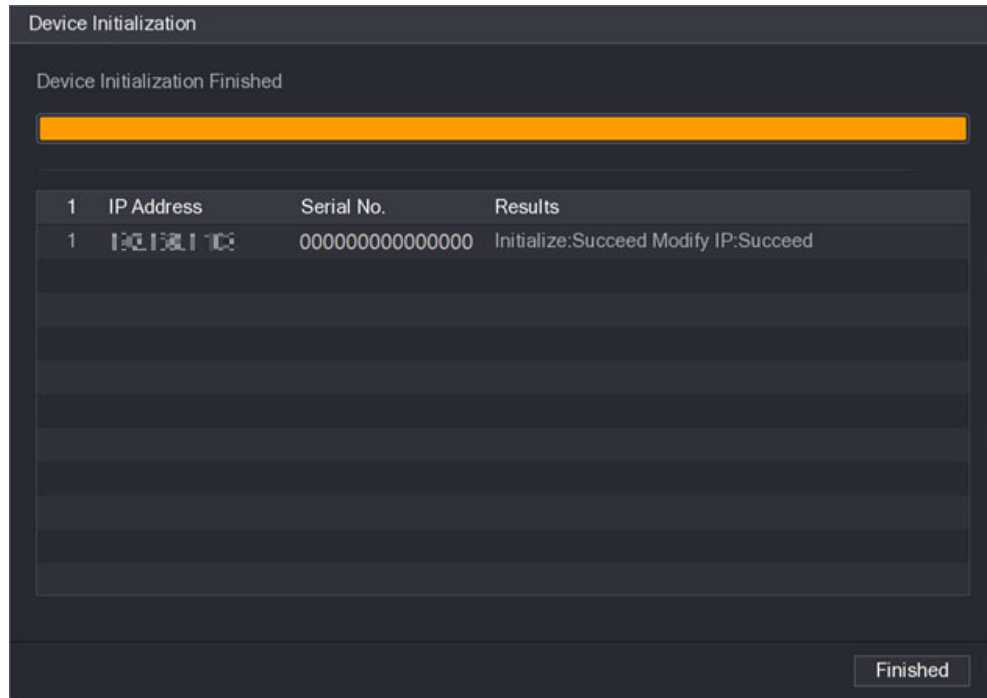 Device Initialization
Device Initialization Finished
1 IP Address Serial No. Results
1 000000000000000 Initialize:Succeed Modify IP:Succeed
Finished